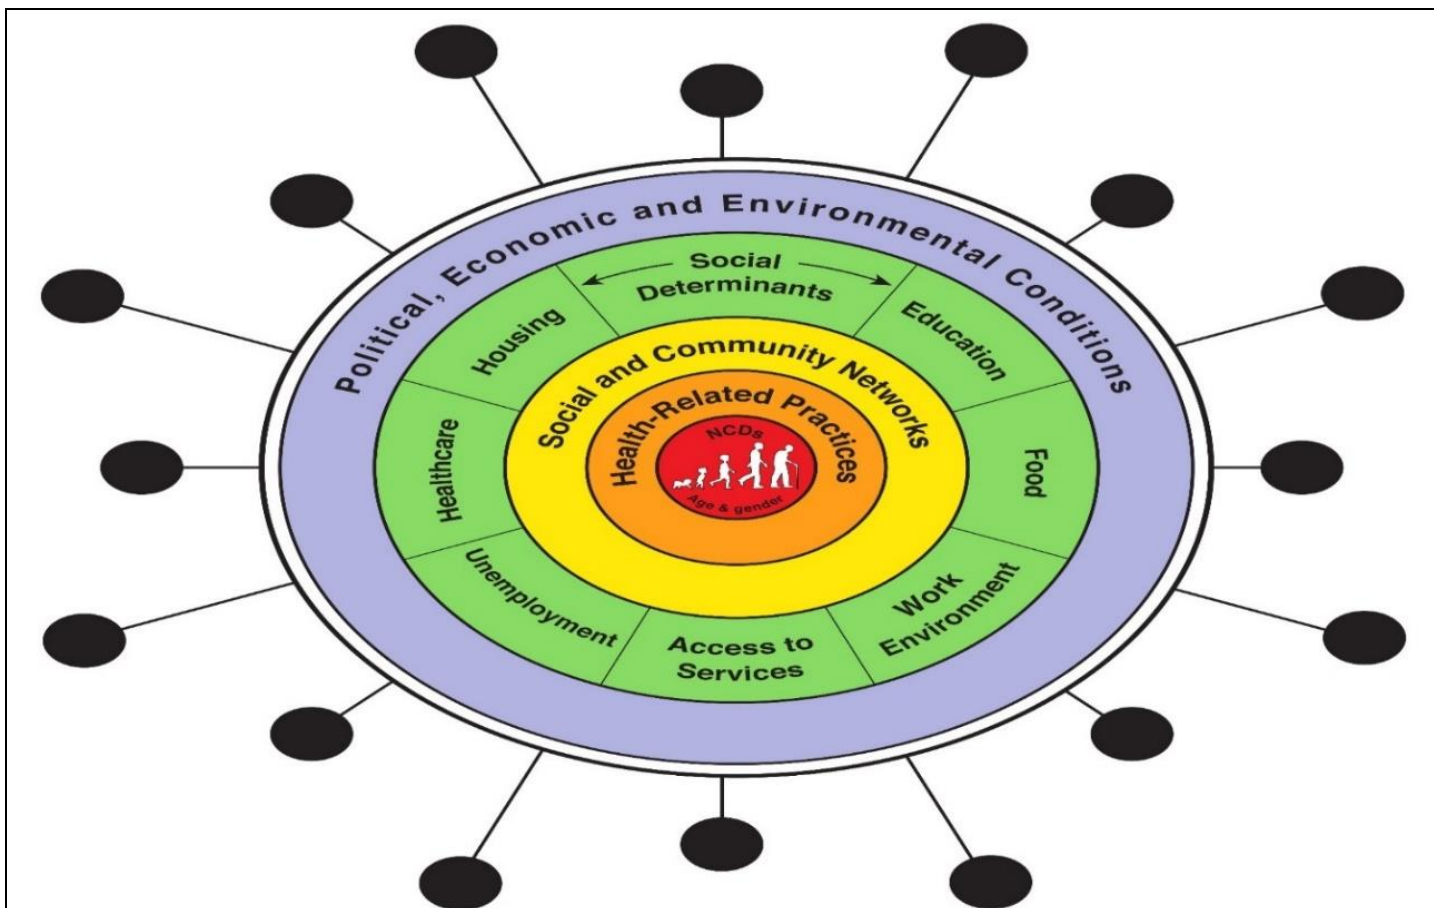 Political, Economic and Environmental Conditions
Social
Determinants
Housing
Education
Healthcare
Food
Unemployment
Work
Environment
Access to
Services
Social and Community Networks
Health-Related Practices
NCDs
Age & gender